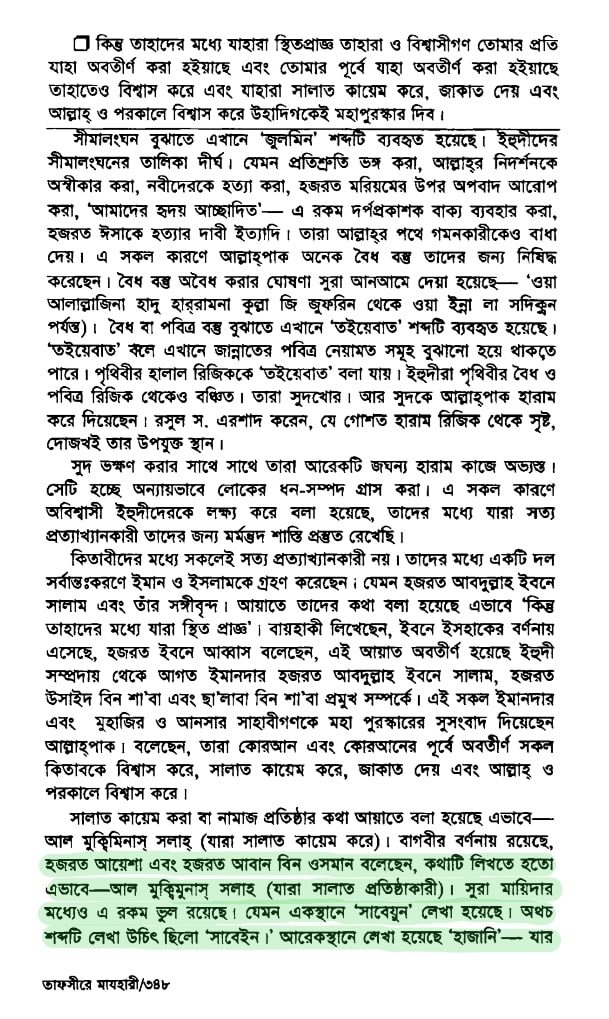 ❐ কিন্তু তাহাদের মধ্যে যাহারা স্থিতপ্রাজ্ঞ তাহারা ও বিশ্বাসীগণ তোমার প্রতি
যাহা অবতীর্ণ করা হইয়াছে এবং তোমার পূর্বে যাহা অবতীর্ণ করা হইয়াছে
তাহাতেও বিশ্বাস করে এবং যাহারা সালাত কায়েম করে, জাকাত দেয় এবং
আল্লাহ্ ও পরকালে বিশ্বাস করে উহাদিগকেই মহাপুরস্কার দিব।
সীমালংঘন বুঝাতে এখানে ‘জুলমিন’ শব্দটি ব্যবহৃত হয়েছে। ইহুদীদের
সীমালংঘনের তালিকা দীর্ঘ। যেমন প্রতিশ্রুতি ভঙ্গ করা, আল্লাহ্‌র নিদর্শনকে
অস্বীকার করা, নবীদেরকে হত্যা করা, হজরত মরিয়মের উপর অপবাদ আরোপ
করা, ‘আমাদের হৃদয় আচ্ছাদিত’— এ রকম দর্পপ্রকাশক বাক্য ব্যবহার করা,
হজরত ঈসাকে হত্যার দাবী ইত্যাদি। তারা আল্লাহ্‌র পথে গমনকারীকেও বাধা
দেয়। এ সকল কারণে আল্লাহ্‌পাক অনেক বৈধ বস্তু তাদের জন্য নিষিদ্ধ
করেছেন। বৈধ বস্তু অবৈধ করার ঘোষণা সুরা আনআমে দেয়া হয়েছে— ‘ওয়া
আলাল্লাজিনা হাদু হার্‌রামনা কুল্লা জি জুফরিন থেকে ওয়া ইন্না লা সদিকুন
পর্যন্ত)। বৈধ বা পবিত্র বস্তু বুঝাতে এখানে ‘তইয়েবাত’ শব্দটি ব্যবহৃত হয়েছে।
‘তইয়েবাত’ বলে এখানে জান্নাতের পবিত্র নেয়ামত সমূহ বুঝানো হয়ে থাকতে
পারে। পৃথিবীর হালাল রিজিককে ‘তইয়েবাত’ বলা যায়। ইহুদীরা পৃথিবীর বৈধ ও
পবিত্র রিজিক থেকেও বঞ্চিত। তারা সুদখোর। আর সুদকে আল্লাহ্‌পাক হারাম
করে দিয়েছেন। রসুল স. এরশাদ করেন, যে গোশত হারাম রিজিক থেকে সৃষ্ট,
দোজখই তার উপযুক্ত স্থান।
সুদ ভক্ষণ করার সাথে সাথে তারা আরেকটি জঘন্য হারাম কাজে অভ্যস্ত।
সেটি হচ্ছে অন্যায়ভাবে লোকের ধন-সম্পদ গ্রাস করা। এ সকল কারণে
অবিশ্বাসী ইহুদীদেরকে লক্ষ্য করে বলা হয়েছে, তাদের মধ্যে যারা সত্য
প্রত্যাখ্যানকারী তাদের জন্য মর্মন্তুদ শাস্তি প্রস্তুত রেখেছি।
কিতাবীদের মধ্যে সকলেই সত্য প্রত্যাখ্যানকারী নয়। তাদের মধ্যে একটি দল
সর্বান্তঃকরণে ইমান ও ইসলামকে গ্রহণ করেছেন। যেমন হজরত আবদুল্লাহ ইবনে
সালাম এবং তাঁর সঙ্গীবৃন্দ। আয়াতে তাদের কথা বলা হয়েছে এভাবে ‘কিন্তু
তাহাদের মধ্যে যারা স্থিত প্রাজ্ঞ’। বায়হাকী লিখেছেন, ইবনে ইসহাকের বর্ণনায়
এসেছে, হজরত ইবনে আব্বাস বলেছেন, এই আয়াত অবতীর্ণ হয়েছে ইহুদী
সম্প্রদায় থেকে আগত ইমানদার হজরত আবদুল্লাহ ইবনে সালাম, হজরত
উসাইদ বিন শা’বা এবং ছা’লাবা বিন শা’বা প্রমুখ সম্পর্কে। এই সকল ইমানদার
এবং মুহাজির ও আনসার সাহাবীগণকে মহা পুরস্কারের সুসংবাদ দিয়েছেন
আল্লাহ্‌পাক। বলেছেন, তারা কোরআন এবং কোরআনের পূর্বে অবতীর্ণ সকল
কিতাবকে বিশ্বাস করে, সালাত কায়েম করে, জাকাত দেয় এবং আল্লাহ্ ও
পরকালে বিশ্বাস করে।
সালাত কায়েম করা বা নামাজ প্রতিষ্ঠার কথা আয়াতে বলা হয়েছে এভাবে—
আল মুক্বিমিনাস্ সলাহ্ (যারা সালাত কায়েম করে)। বাগবীর বর্ণনায় রয়েছে,
হজরত আয়েশা এবং হজরত আবান বিন ওসমান বলেছেন, কথাটি লিখতে হতো
এভাবে—আল মুক্বিমুনাস্ সলাহ (যারা সালাত প্রতিষ্ঠাকারী)। সুরা মায়িদার
মধ্যেও এ রকম ভুল রয়েছে। যেমন একস্থানে ‘সাবেয়ুন’ লেখা হয়েছে। অথচ
শব্দটি লেখা উচিৎ ছিলো ‘সাবেইন।’ আরেকস্থানে লেখা হয়েছে ‘হাজানি’— যার
তাফসীরে মাযহারী/৩৪৮